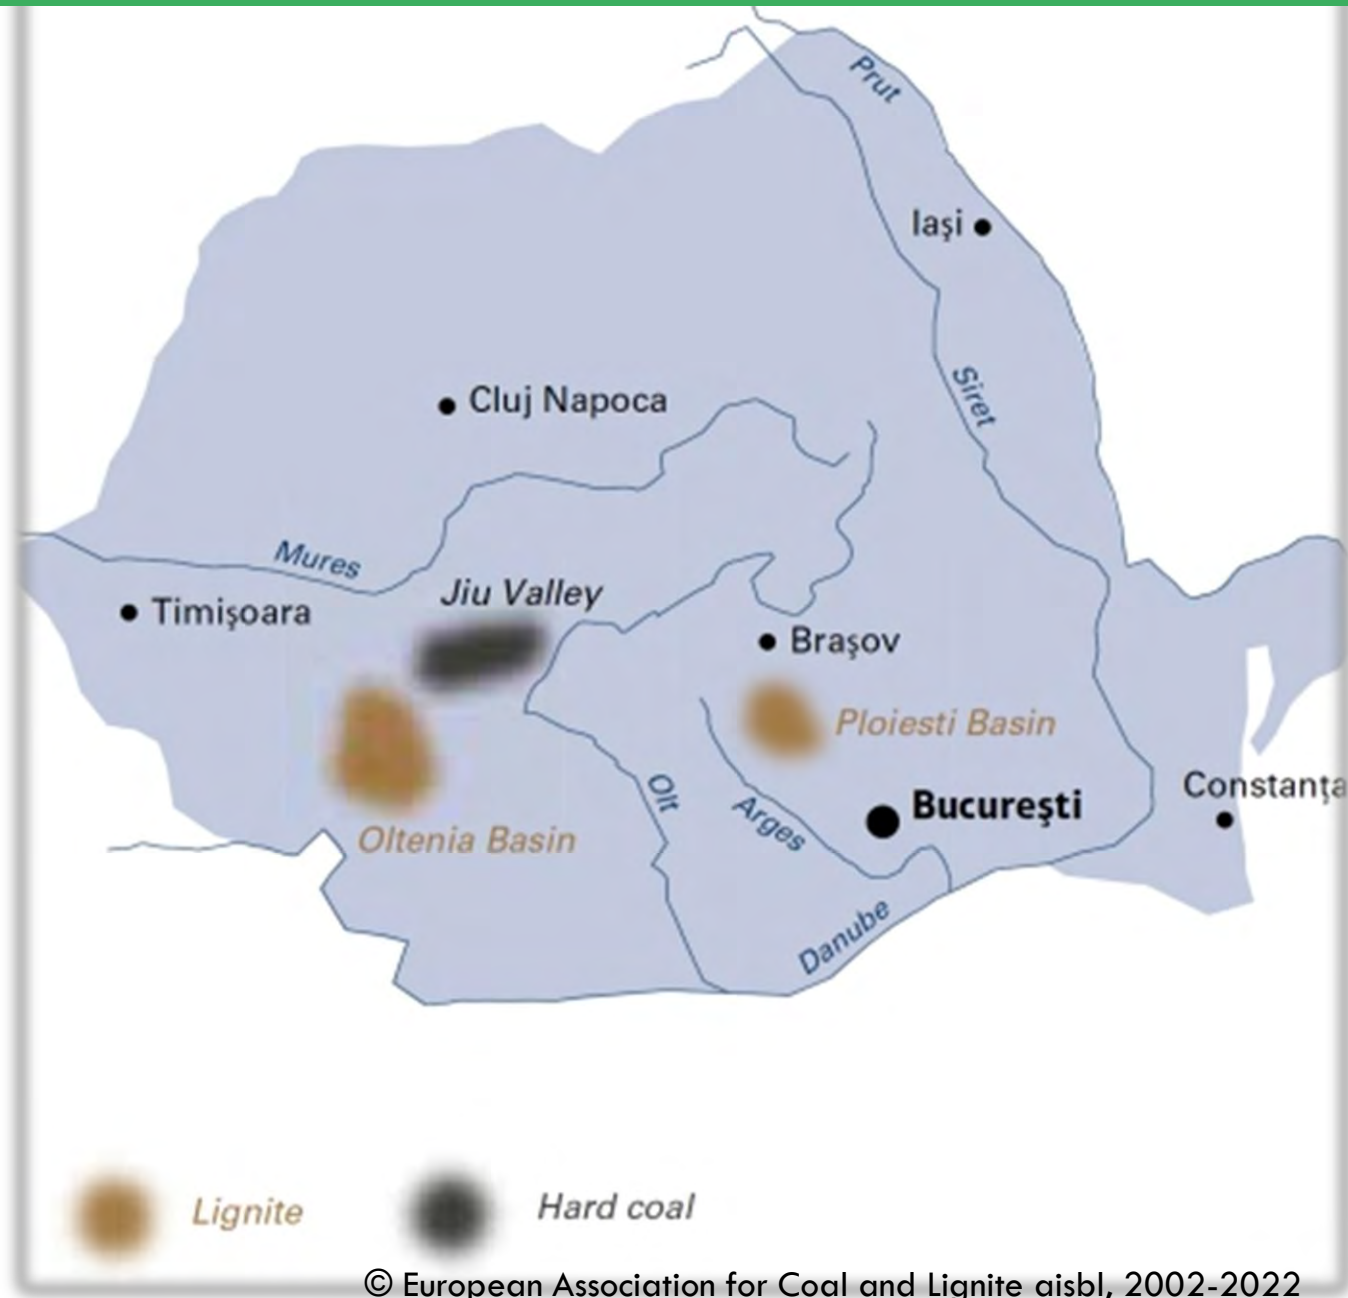 Prut
Iaşi
Siret
Cluj Napoca
Mures
Jiu Valley
Timişoara
Braşov
Ploiesti Basin
Olt
Arges
Bucureşti
Constanţa
Oltenia Basin
Danube
Lignite
Hard coal
© European Association for Coal and Lignite aisbl, 2002-2022